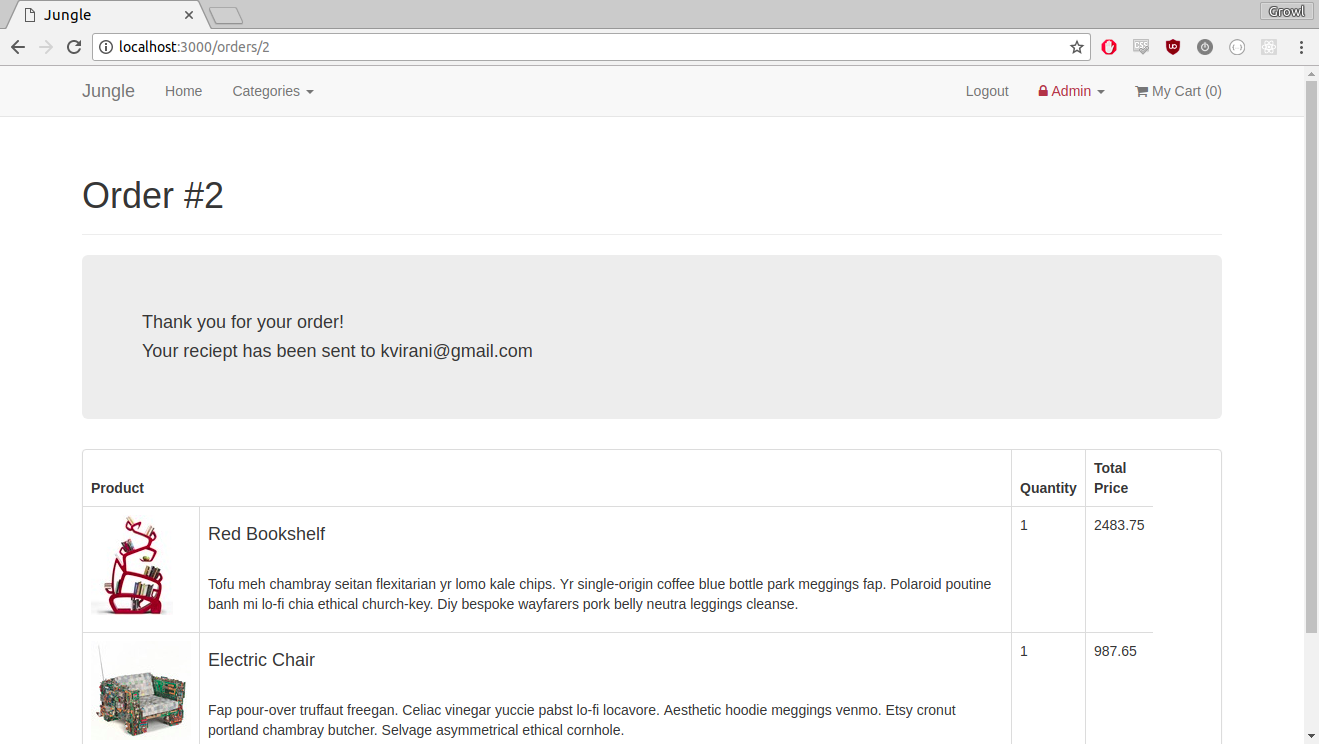 Jungle
Growl
localhost:3000/orders/2
Jungle Home Categories Logout Admin My Cart (0)
Order #2
Thank you for your order!
Your reciept has been sent to kvirani@gmail.com
Product Quantity Total
Price
Red Bookshelf 1 2483.75
Tofu meh chambray seitan flexitarian yr lomo kale chips. Yr single-origin coffee blue bottle park meggings fap. Polaroid poutine
banh mi lo-fi chia ethical church-key. Diy bespoke wayfarers pork belly neutra leggings cleanse.
Electric Chair 1 987.65
Fap pour-over truffaut freegan. Celiac vinegar yuccie pabst lo-fi locavore. Aesthetic hoodie meggings venmo. Etsy cronut
portland chambray butcher. Selvage asymmetrical ethical cornhole.